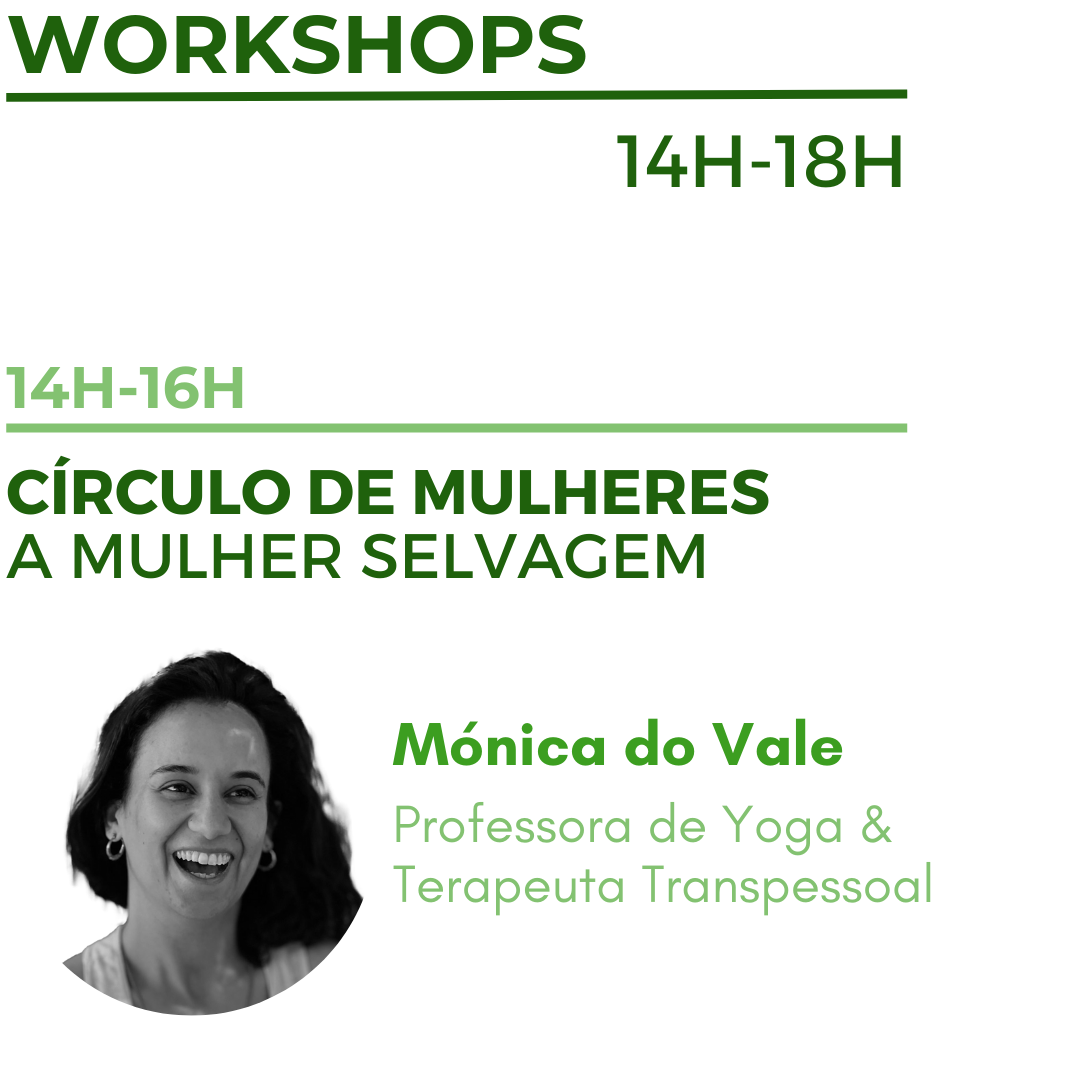 WORKSHOPS
14H-18H
14H-16H
CÍRCULO DE MULHERES
A MULHER SELVAGEM
Mónica do Vale
Professora de Yoga &
Terapeuta Transpessoal